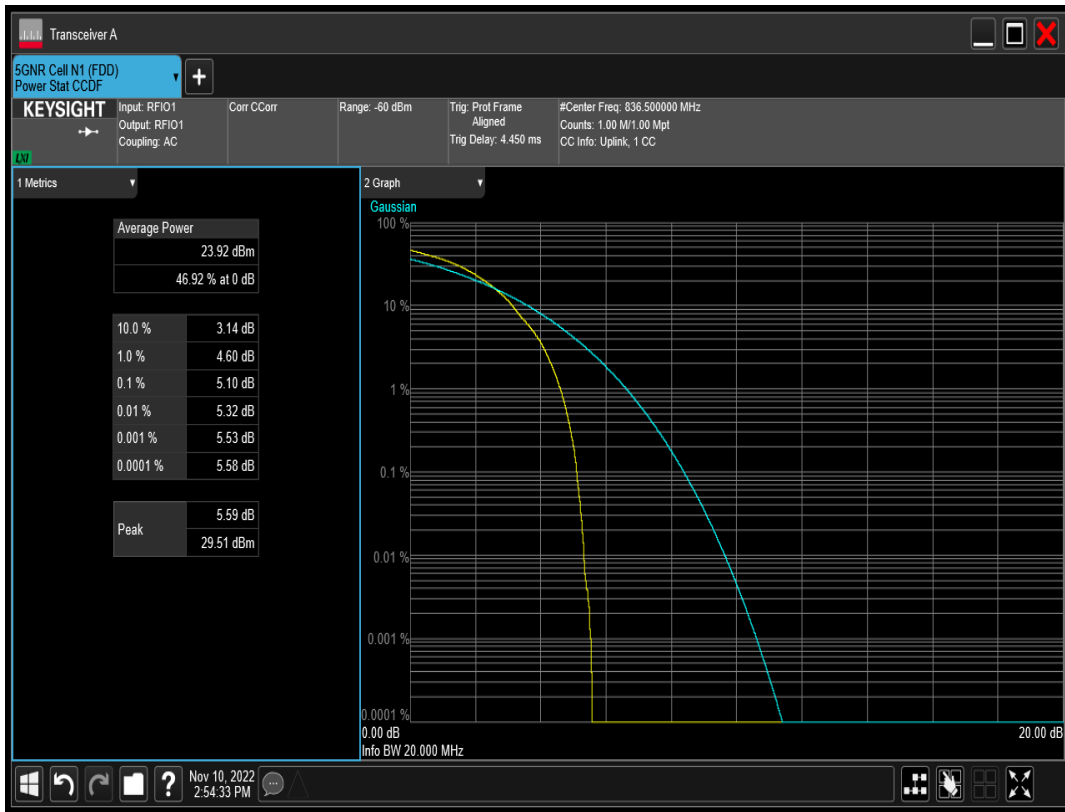 Transceiver A
5GNR Cell N1 (FDD)
Power Stat CCDF
+
KEYSIGHT
LXI
Input: RFIO1
Output: RFIO1
Coupling: AC
Corr CCorr
Range: -60 dBm
Trig: Prot Frame
Aligned
Trig Delay: 4.450 ms
#Center Freq: 836.500000 MHz
Counts: 1.00 M/1.00 Mpt
CC Info: Uplink, 1 CC
1 Metrics
Average Power
23.92 dBm
46.92 % at 0 dB
10.0 % 3.14 dB
1.0 % 4.60 dB
0.1 % 5.10 dB
0.01 % 5.32 dB
0.001 % 5.53 dB
0.0001 % 5.58 dB
Peak
5.59 dB
29.51 dBm
2 Graph
Gaussian
100 %
10 %
1 %
0.1 %
0.01 %
0.001 %
0.0001 %
0.00 dB 20.00 dB
Info BW 20.000 MHz
?
Nov 10, 2022
2:54:33 PM